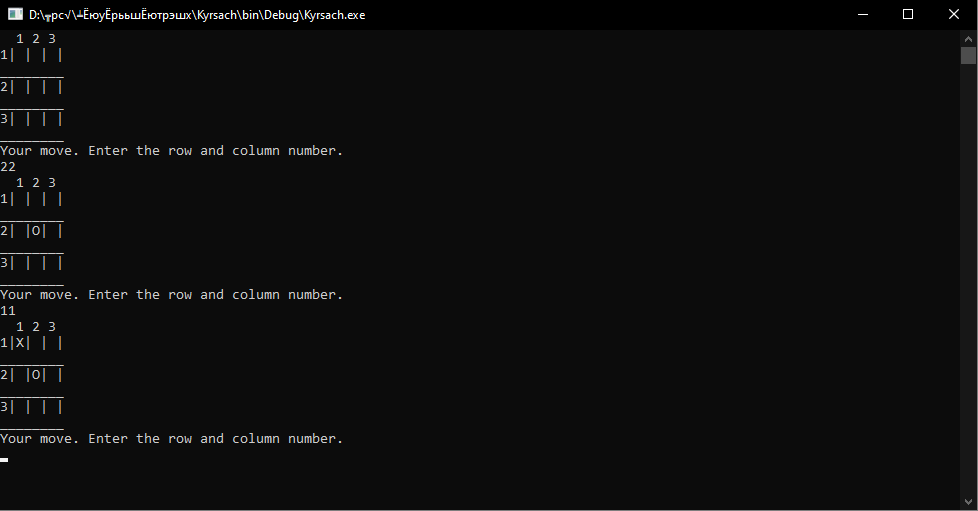 D:\╦рс√\╧ЁюуЁрььшЁютрэшх\Kyrsach\bin\Debug\Kyrsach.exe
  1 2 3
1| | | |
________
2| | | |
________
3| | | |
________
Your move. Enter the row and column number.
22
  1 2 3
1| | | |
________
2| |O| |
________
3| | | |
________
Your move. Enter the row and column number.
11
  1 2 3
1|X| | |
________
2| |O| |
________
3| | | |
________
Your move. Enter the row and column number.